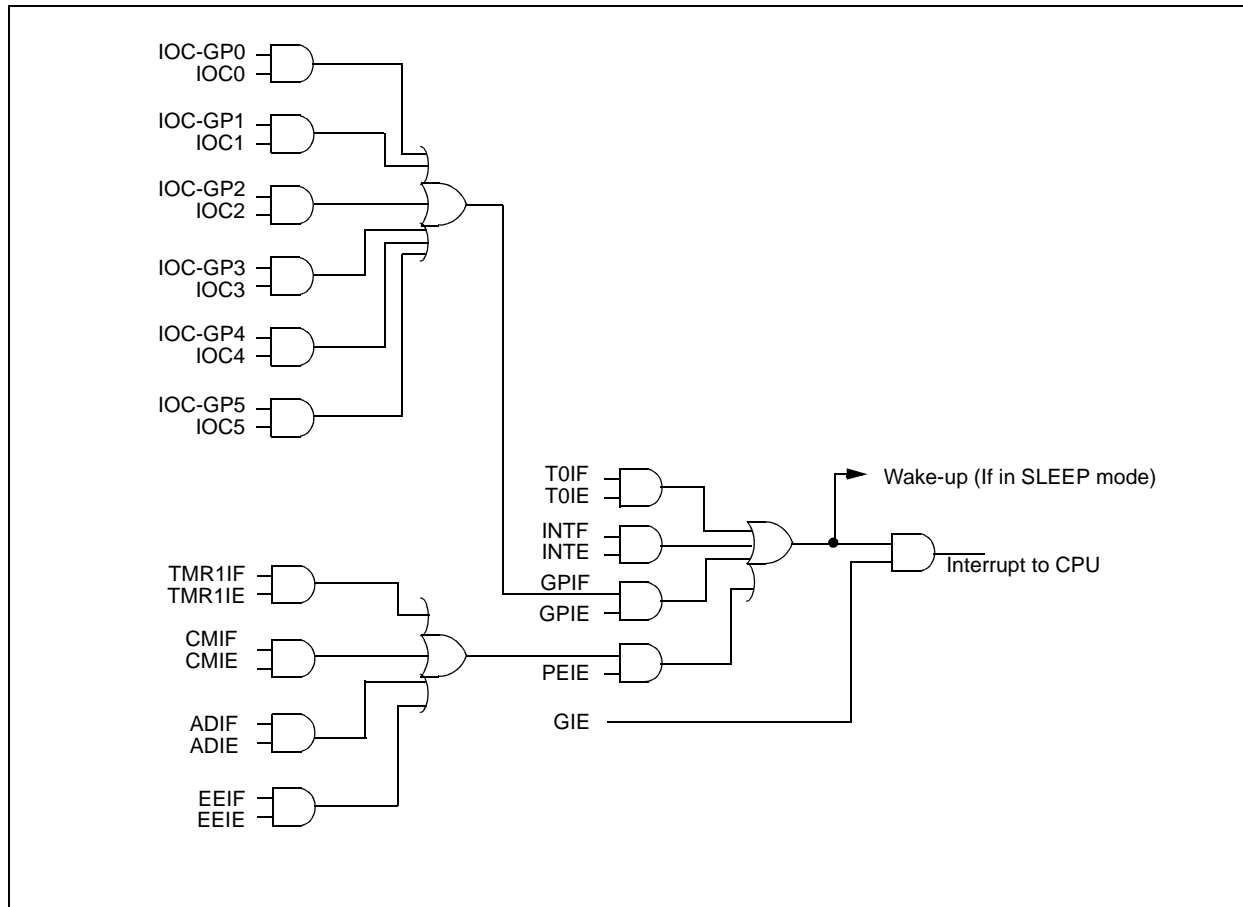 IOC-GP0
IOC0
IOC-GP1
IOC1
IOC-GP2
IOC2
IOC-GP3
IOC3
IOC-GP4
IOC4
IOC-GP5
IOC5
T0IF
T0IE
Wake-up (If in SLEEP mode)
INTF
INTE
Interrupt to CPU
TMR1IF
TMR1IE
GPIF
GPIE
CMIF
CMIE
PEIE
ADIF
ADIE
GIE
EEIF
EEIE